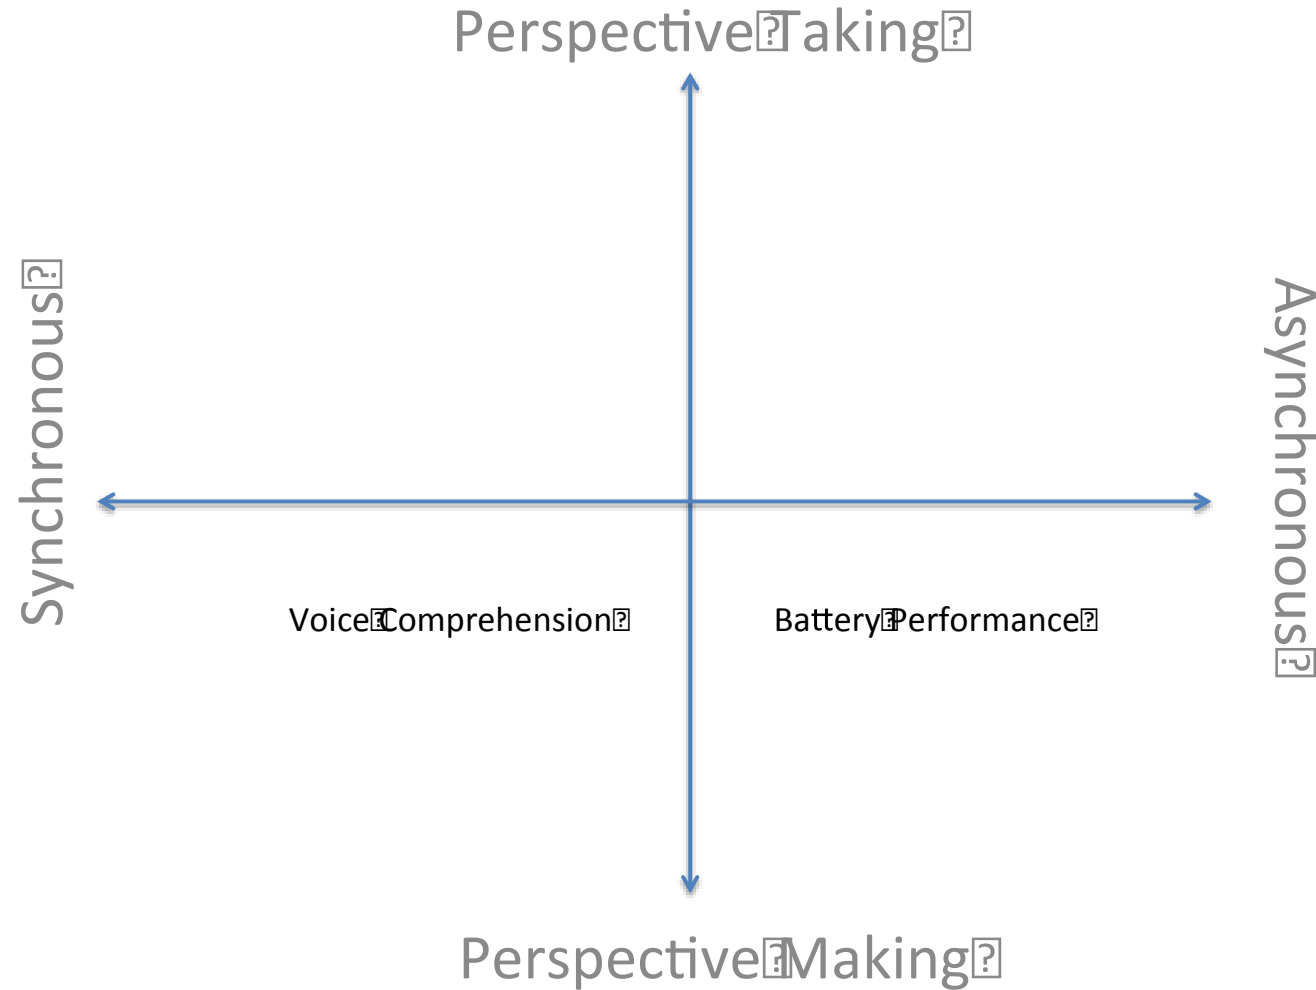 Perspective Taking
Synchronous
Asynchronous
Voice Comprehension
Battery Performance
Perspective Making